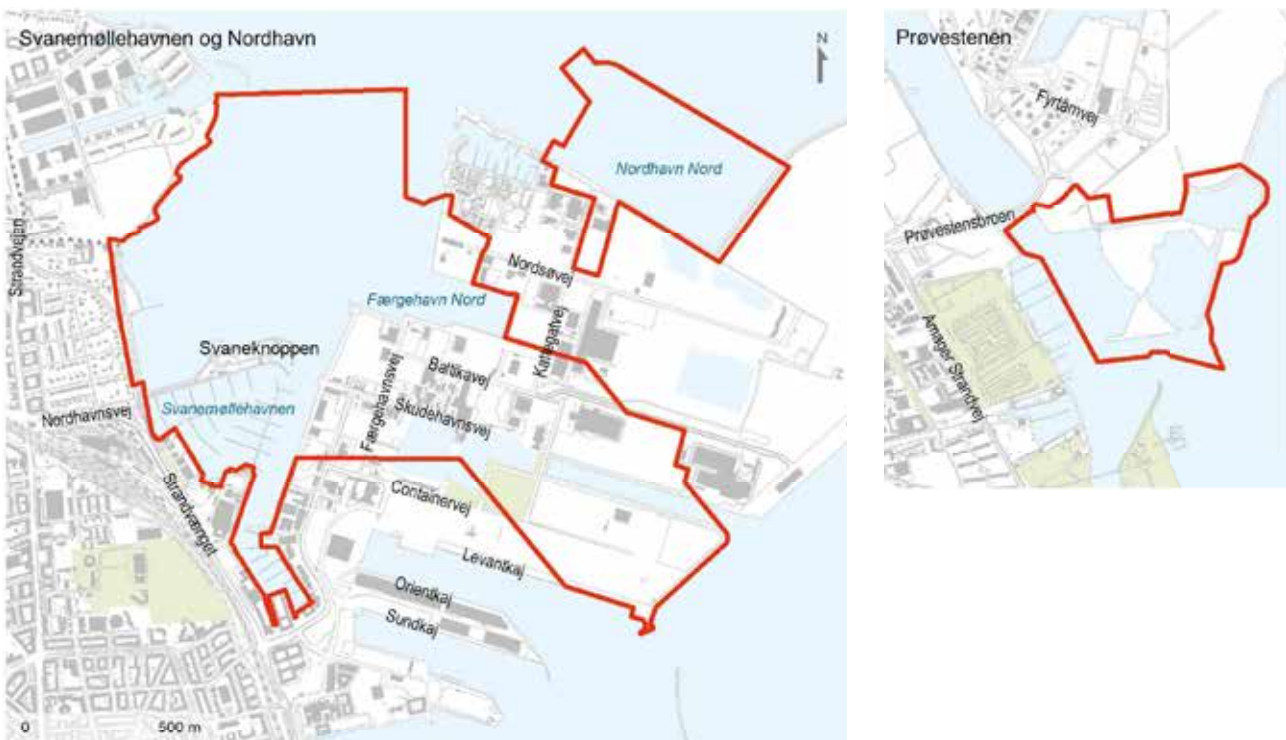 Svanemøllehavnen og Nordhavn
N
Nordhavn Nord
Strandvejen
Nordsøvej
Færgehavn Nord
Kattegatvej
Svaneknoppen
Baltikavej
Færgehavnsvej
Svanemøllehavnen
Skudehavnsvej
Nordhavnsvej
Strandvænget
Containervej
Levantkaj
Orientkaj
Sundkaj
0 500 m
Prøvestenen
Fyrtårnvej
Prøvestensbroen
Amager Strandvej